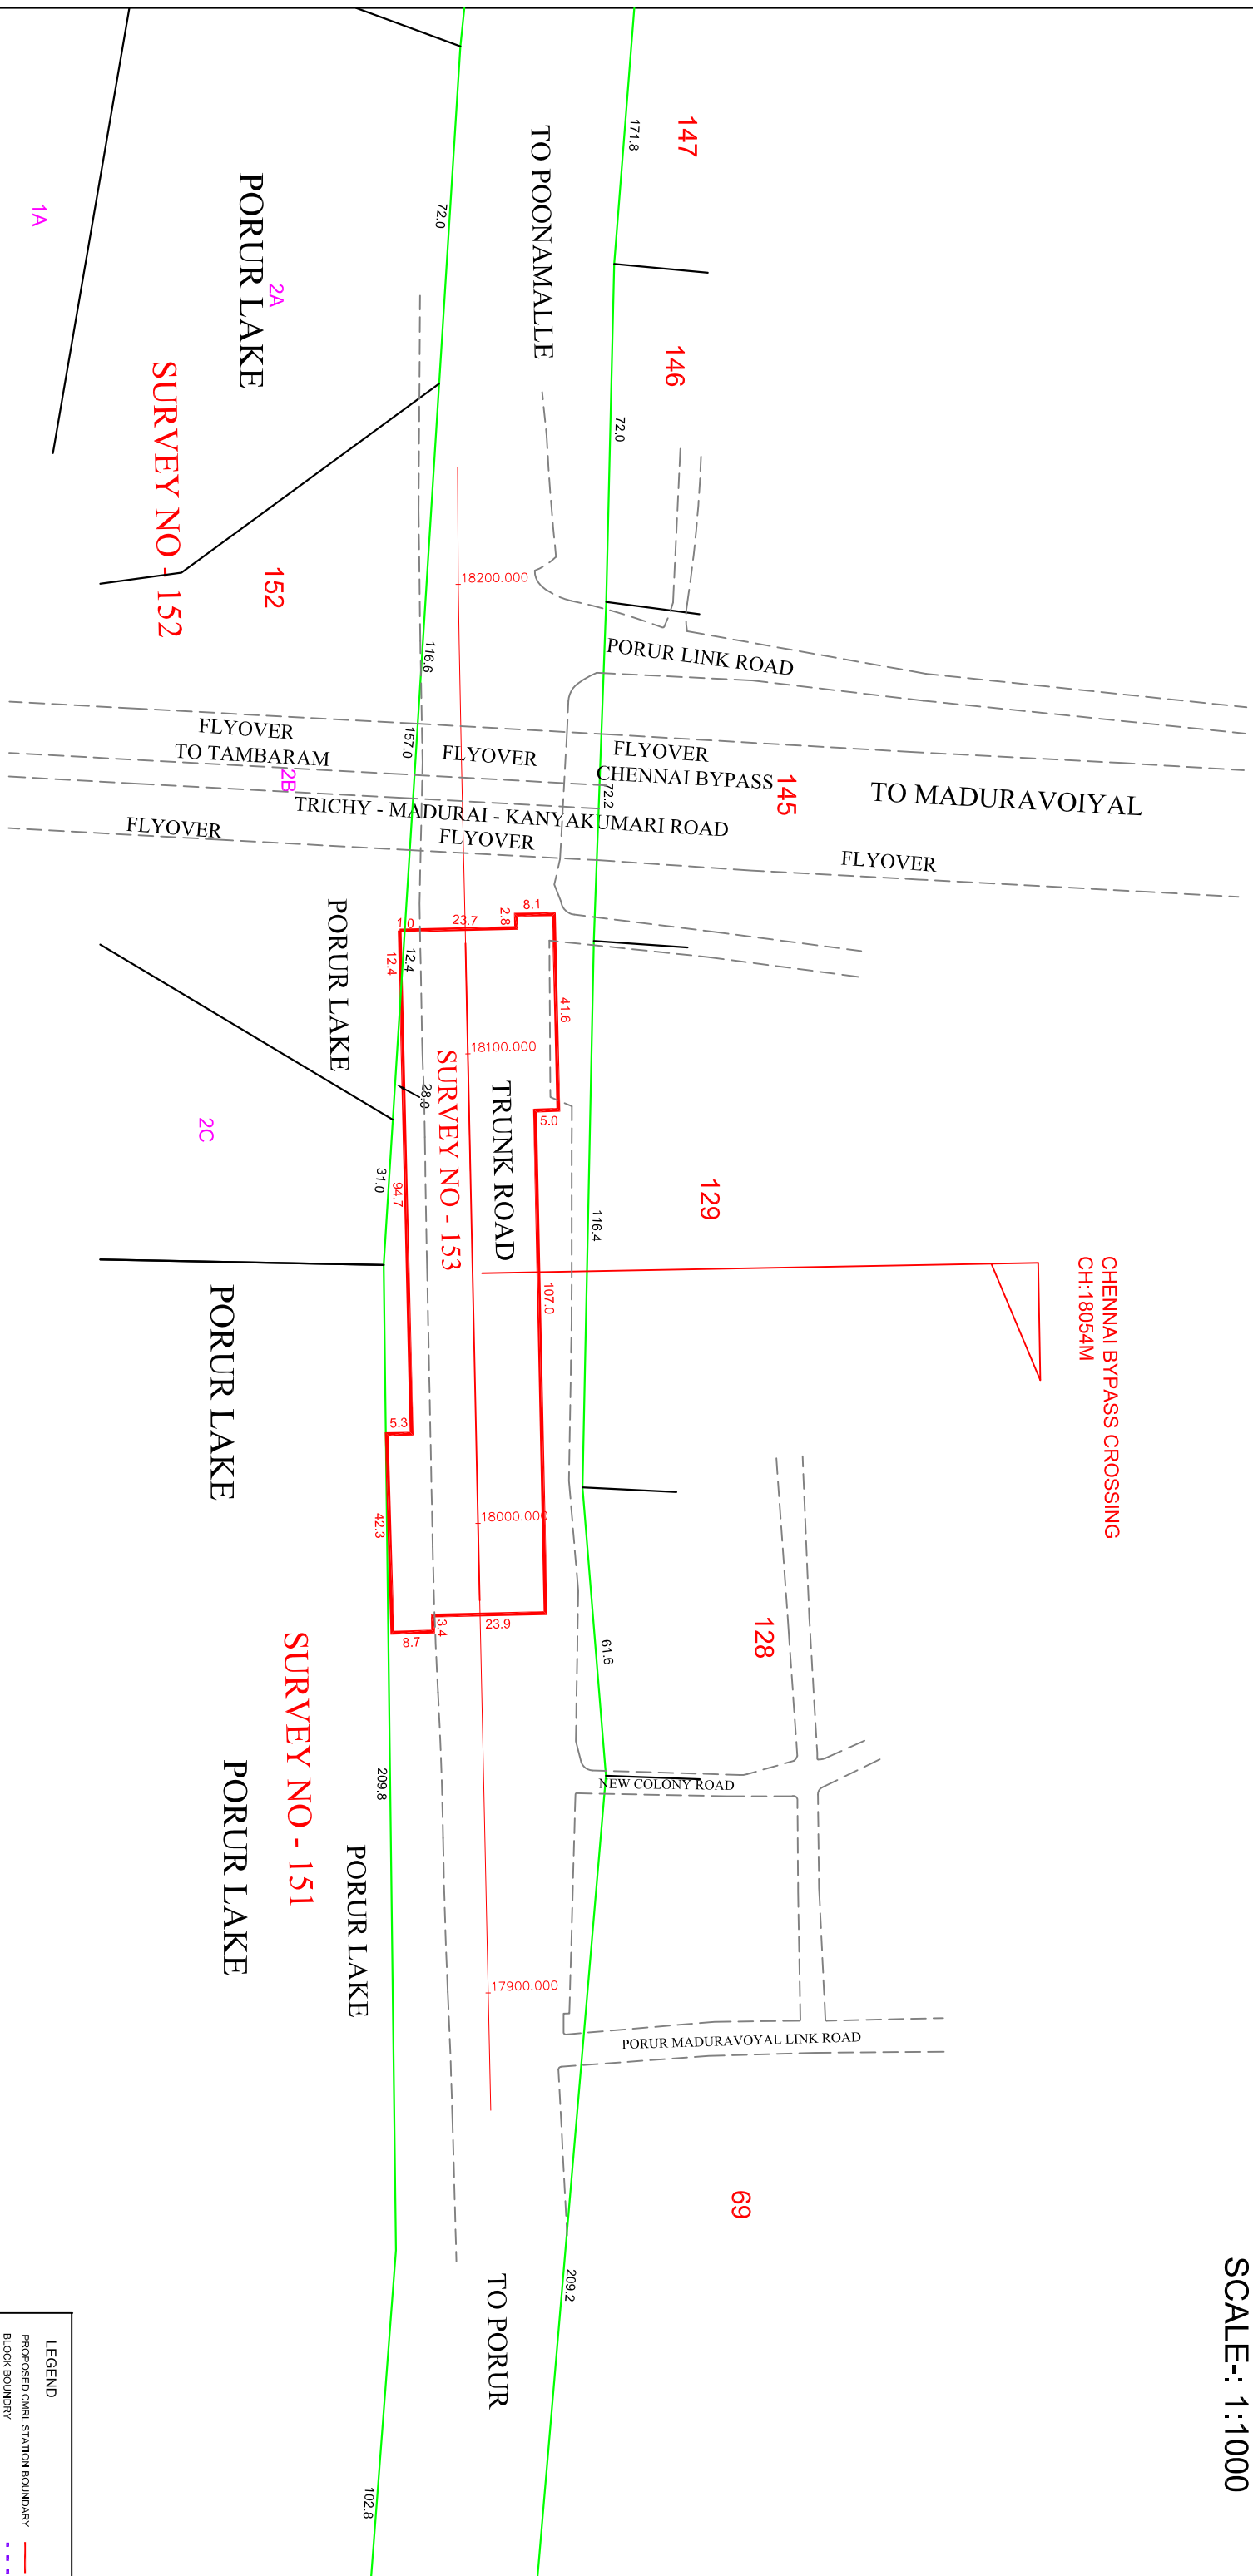 SCALE-: 1:1000
147
146
145
129
128
69
171.8
72.0
72.0
TO POONAMALLE
1A
2A
PORUR LAKE
SURVEY NO - 152
152
18200.000
116.6
PORUR LINK ROAD
FLYOVER
TO TAMBARAM
157.0
FLYOVER
FLYOVER
CHENNAI BYPASS
72.2
TO MADURAVOIYAL
2B
TRICHY - MADURAI - KANYAKUMARI ROAD
FLYOVER
FLYOVER
FLYOVER
PORUR LAKE
1.0
23.7
2.8
8.1
12.4
12.4
41.6
18100.000
28.0
SURVEY NO - 153
TRUNK ROAD
5.0
2C
31.0
94.7
116.4
107.0
CHENNAI BYPASS CROSSING
CH:18054M
PORUR LAKE
5.3
42.3
18000.000
8.7
3.4
23.9
61.6
SURVEY NO - 151
209.8
NEW COLONY ROAD
PORUR LAKE
PORUR LAKE
17900.000
PORUR MADURAVOYAL LINK ROAD
TO PORUR
209.2
102.8
LEGEND
PROPOSED CMRL STATION BOUNDARY
BLOCK BOUNDRY